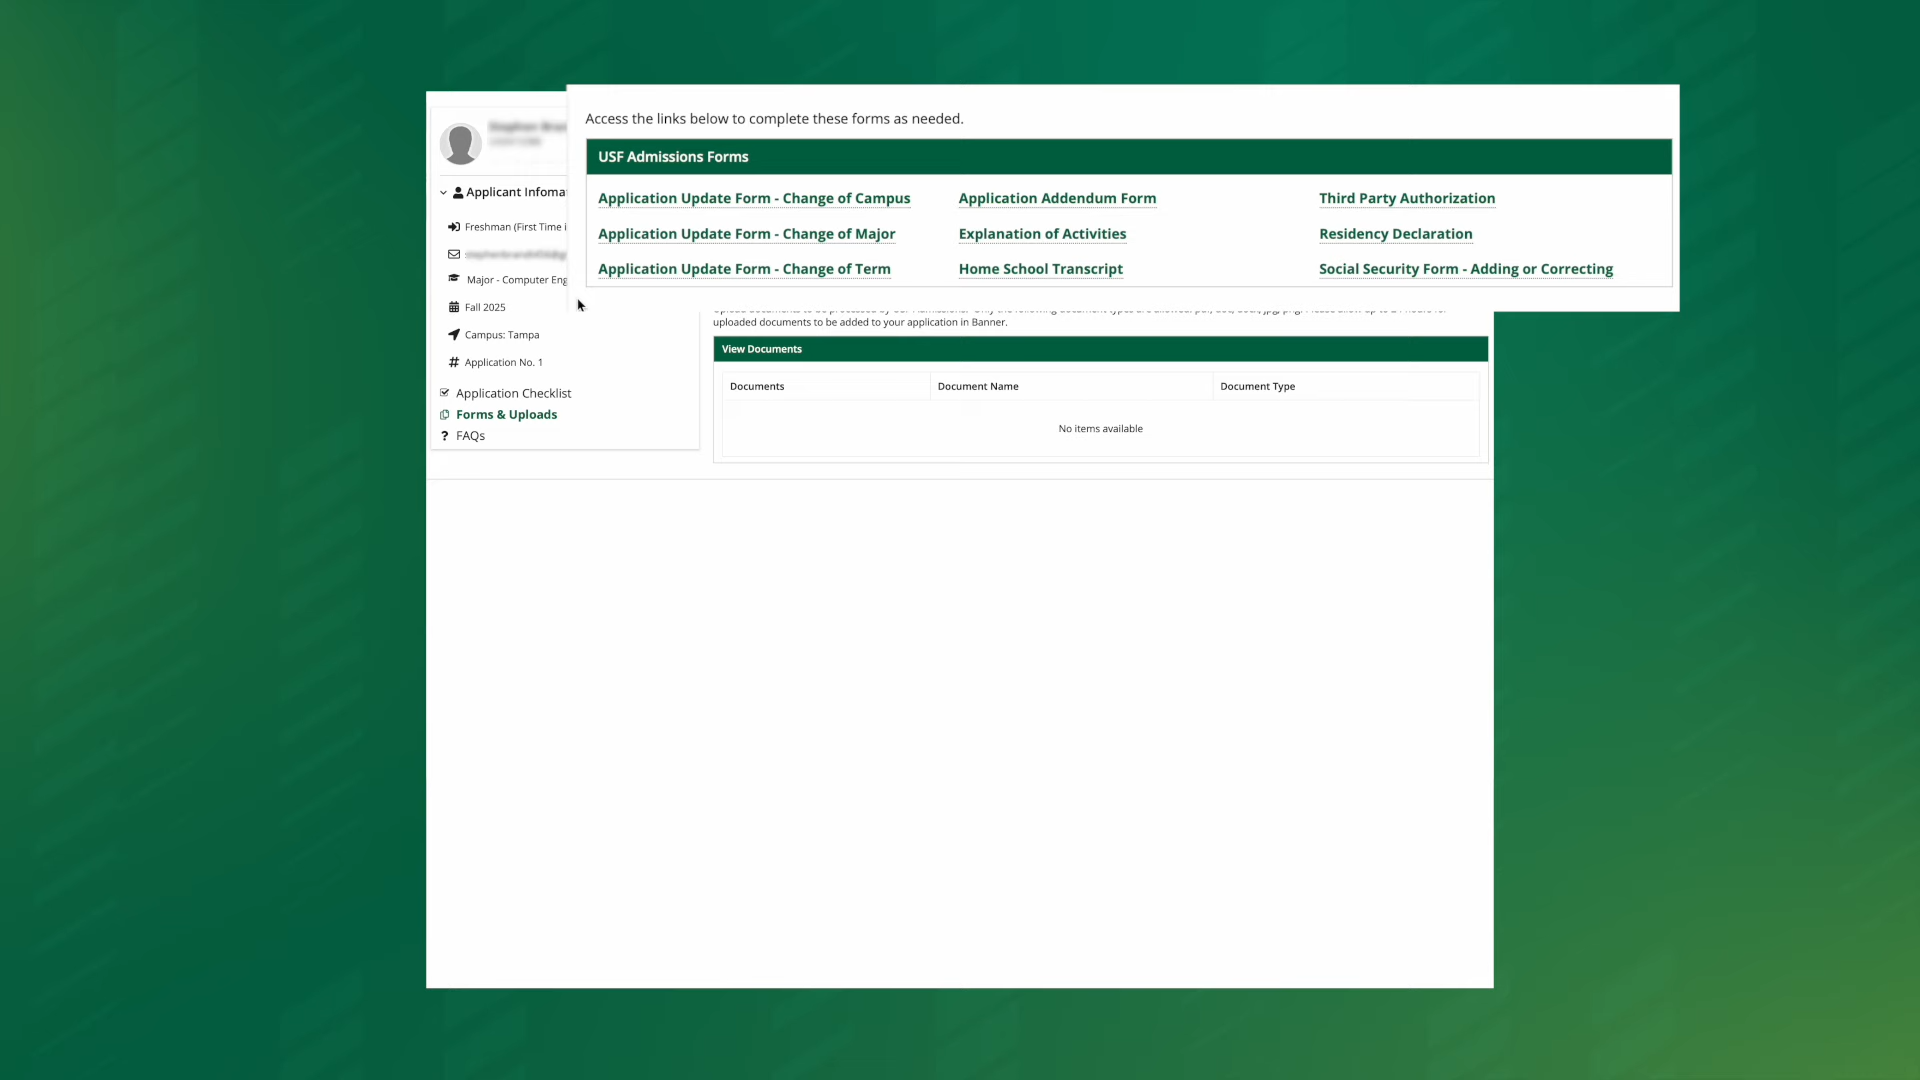 Access the links below to complete these forms as needed.
USF Admissions Forms
Application Update Form - Change of Campus
Application Addendum Form
Third Party Authorization
Application Update Form - Change of Major
Explanation of Activities
Residency Declaration
Application Update Form - Change of Term
Home School Transcript
Social Security Form - Adding or Correcting
Applicant Infoma
Freshman (First Time i
Major - Computer Eng
Fall 2025
Campus: Tampa
Application No. 1
Application Checklist
Forms & Uploads
FAQs
uploaded documents to be added to your application in Banner.
View Documents
Documents
Document Name
Document Type
No items available